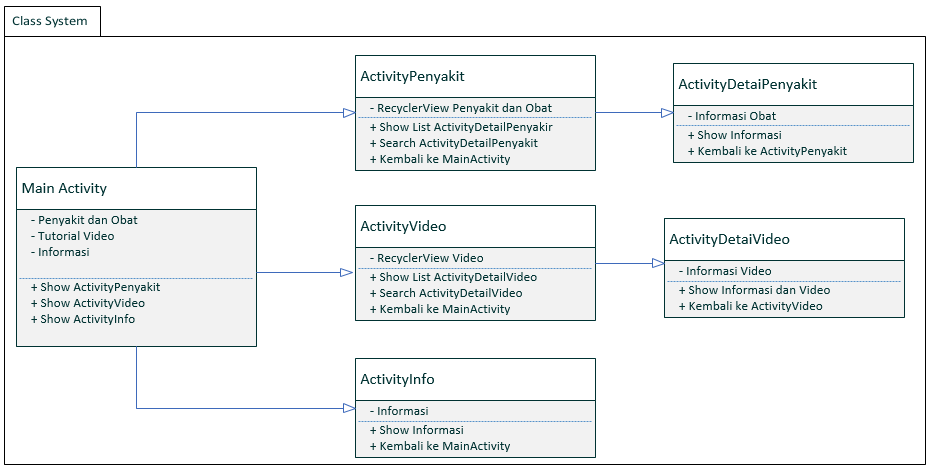 Class System
Main Activity
- Penyakit dan Obat
- Tutorial Video
- Informasi
+ Show ActivityPenyakit
+ Show ActivityVideo
+ Show ActivityInfo
ActivityPenyakit
- RecyclerView Penyakit dan Obat
+ Show List ActivityDetailPenyakir
+ Search ActivityDetailPenyakit
+ Kembali ke MainActivity
ActivityDetaiPenyakit
- Informasi Obat
+ Show Informasi
+ Kembali ke ActivityPenyakit
ActivityVideo
- RecyclerView Video
+ Show List ActivityDetailVideo
+ Search ActivityDetailVideo
+ Kembali ke MainActivity
ActivityDetaiVideo
- Informasi Video
+ Show Informasi dan Video
+ Kembali ke ActivityVideo
ActivityInfo
- Informasi
+ Show Informasi
+ Kembali ke MainActivity